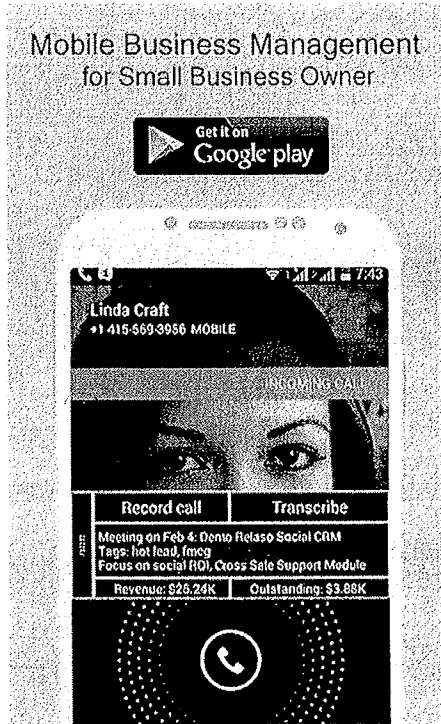 Mobile Business Management
for Small Business Owner
Get it on
Google play
7:43
Linda Craft
+1 415-569-3956 MOBILE
INCOMING CALL
Record call
Transcribe
Meeting on Feb 4: Demo Relaso Social CRM
Tags: hot lead, fmcg
Focus on social ROI, Cross Sale Support Module
Revenue: $25.24K
Outstanding: $3.88K